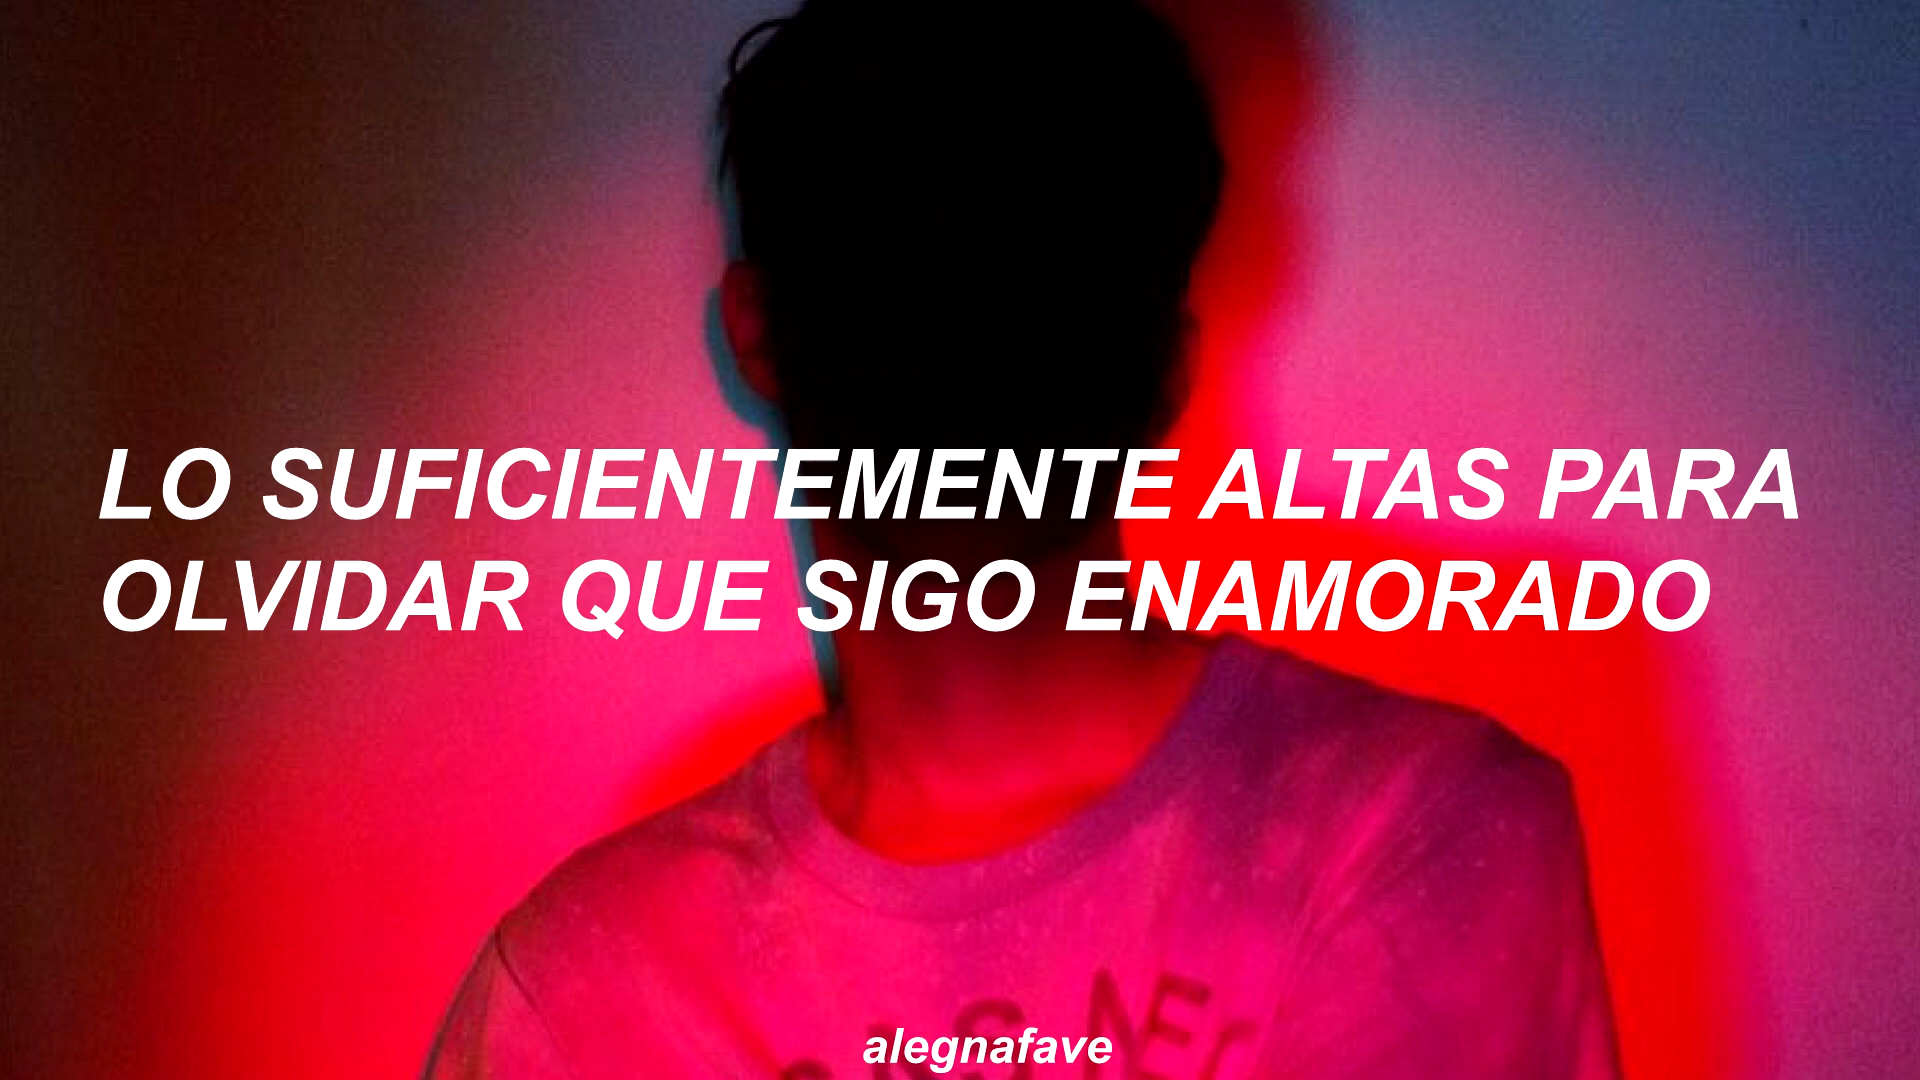 LO SUFICIENTEMENTE ALTAS PARA
OLVIDAR QUE SIGO ENAMORADO
alegnafave